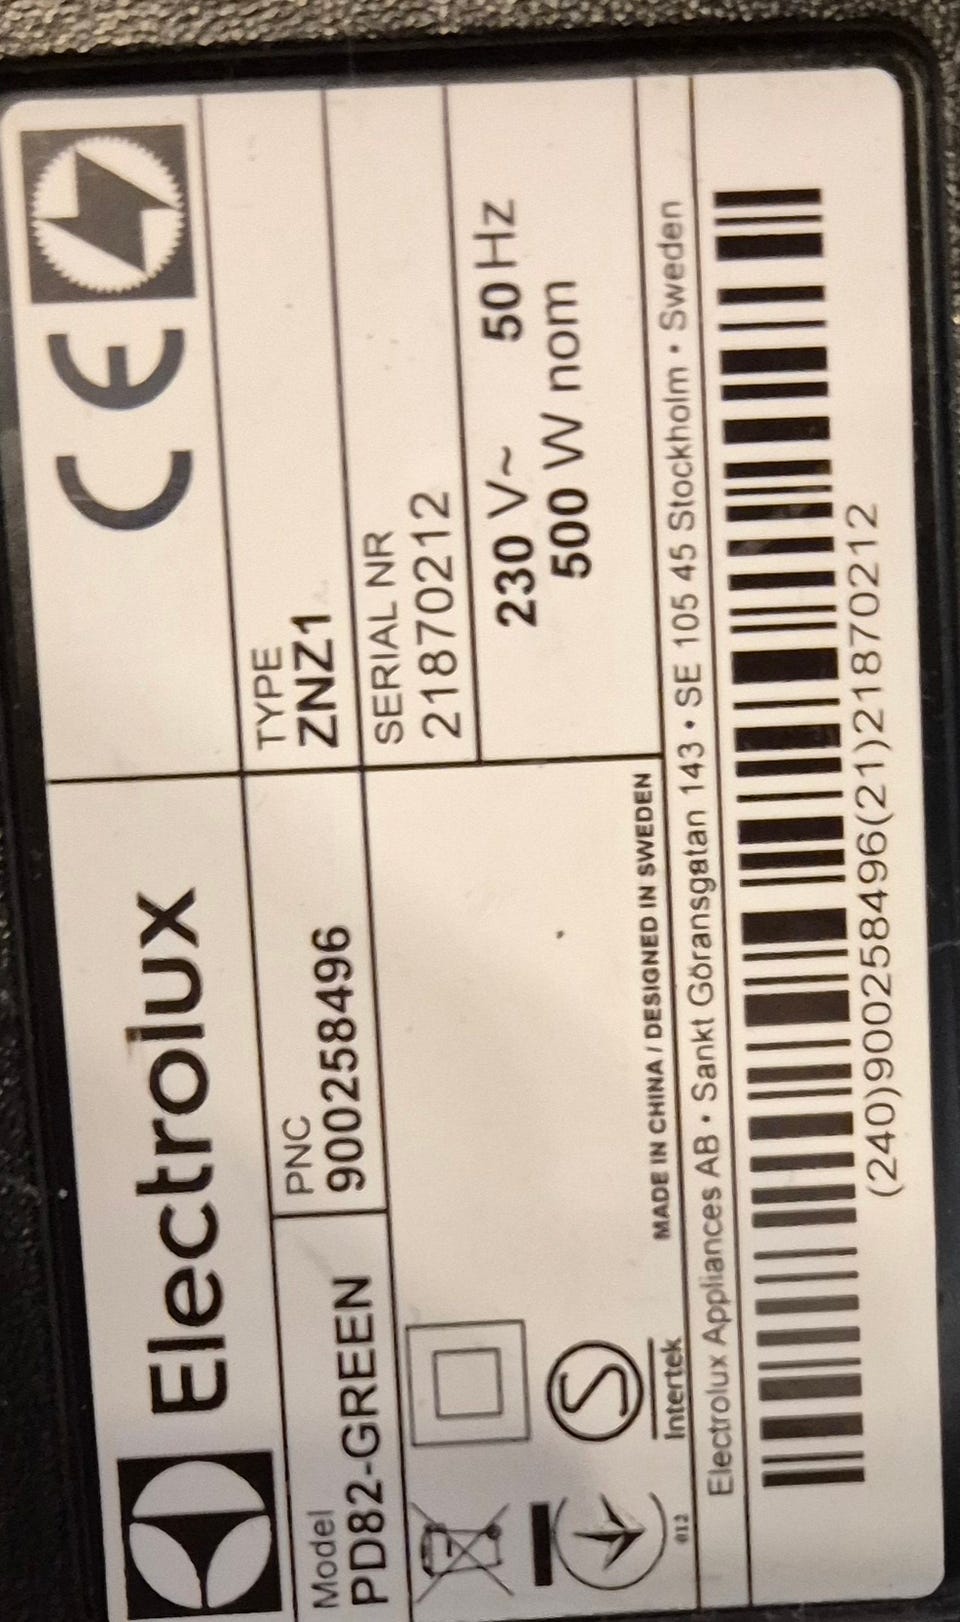 Electrolux
CE
Model
PD82-GREEN
PNC
900258496
TYPE
ZNZ1
SERIAL NR
21870212
230 V~ 50 Hz
500 W nom
S
Intertek
012
MADE IN CHINA / DESIGNED IN SWEDEN
Electrolux Appliances AB • Sankt Göransgatan 143 • SE 105 45 Stockholm • Sweden
(240)900258496(21)21870212